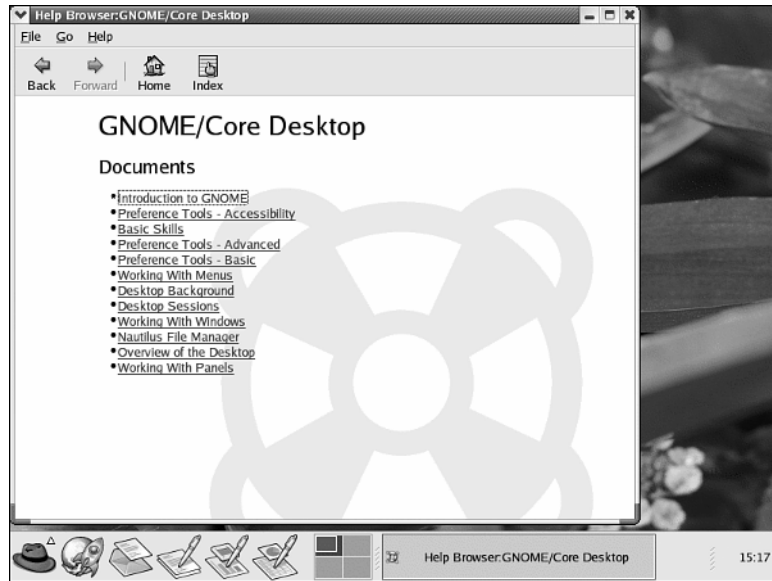 Help Browser:GNOME/Core Desktop
File Go Help
Back Forward Home Index
GNOME/Core Desktop
Documents
Introduction to GNOME
Preference Tools - Accessibility
Basic Skills
Preference Tools - Advanced
Preference Tools - Basic
Working With Menus
Desktop Background
Desktop Sessions
Working With Windows
Nautilus File Manager
Overview of the Desktop
Working With Panels
Help Browser:GNOME/Core Desktop 15:17